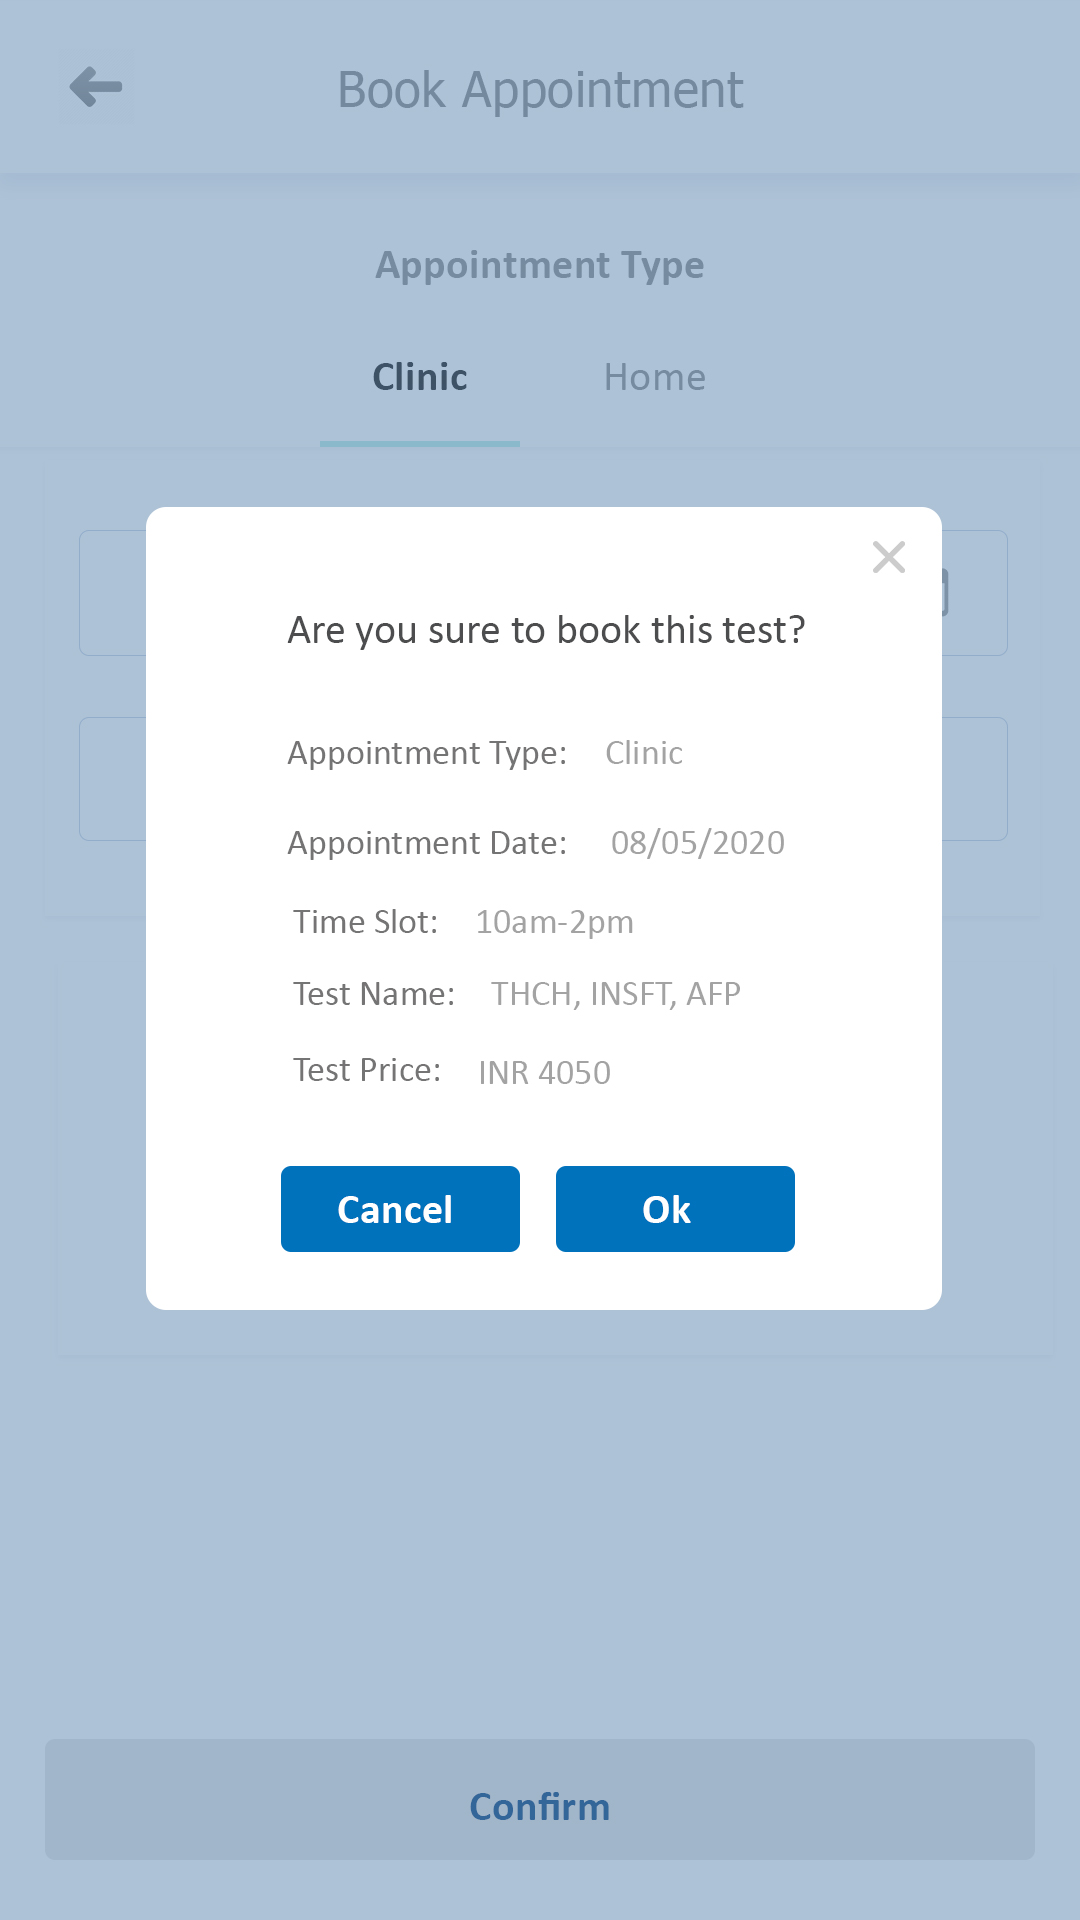 Book Appointment
Appointment Type
Clinic Home
Are you sure to book this test?
Appointment Type: Clinic
Appointment Date: 08/05/2020
Time Slot: 10am-2pm
Test Name: THCH, INSFT, AFP
Test Price: INR 4050
Cancel Ok
Confirm